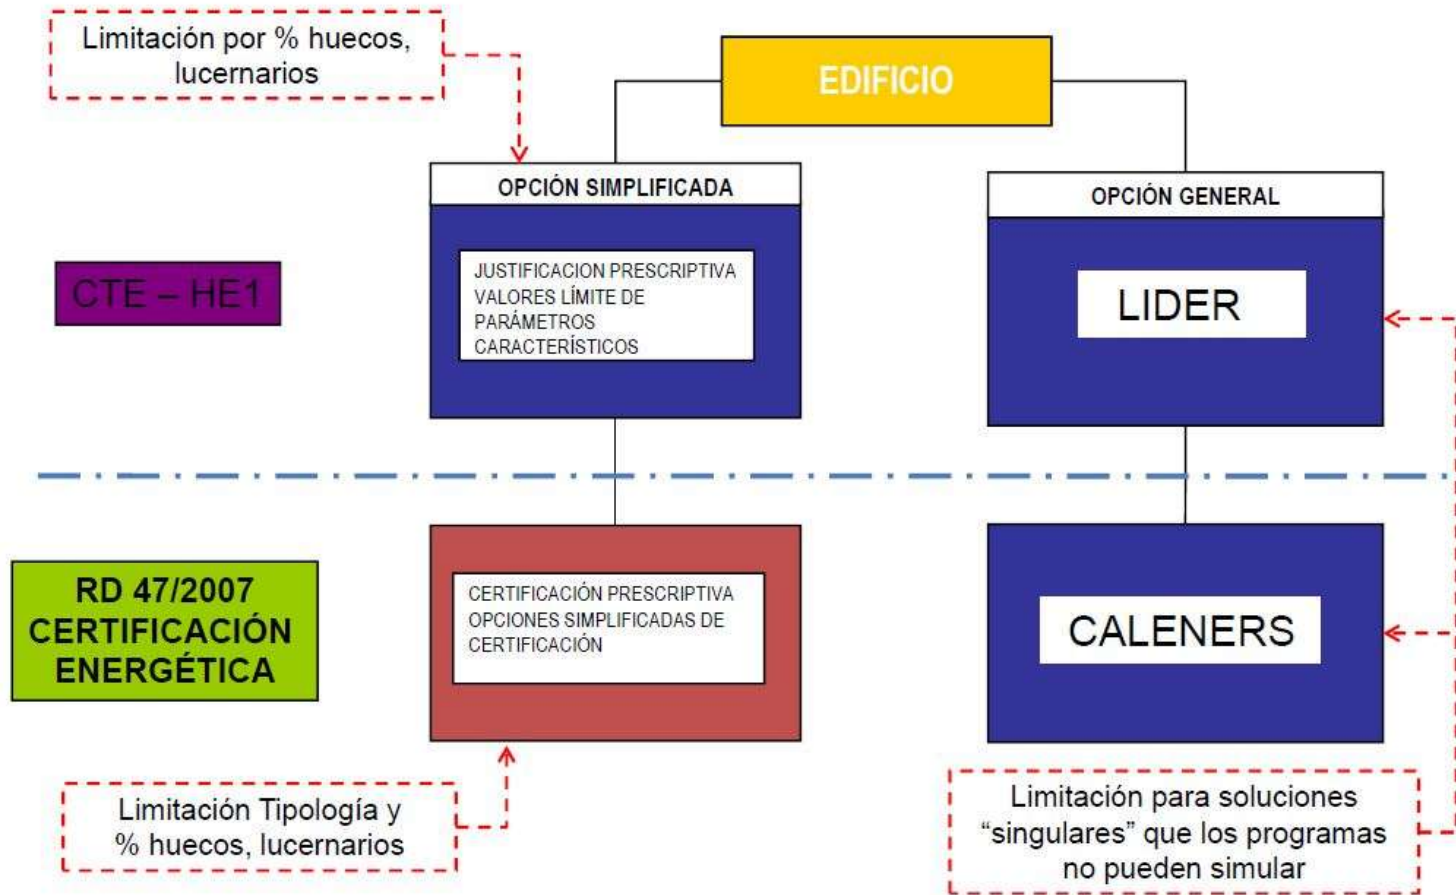 Limitación por % huecos,
lucernarios
EDIFICIO
OPCIÓN SIMPLIFICADA
OPCIÓN GENERAL
CTE – HE1
JUSTIFICACION PRESCRIPTIVA
VALORES LÍMITE DE
PARÁMETROS
CARACTERÍSTICOS
LIDER
RD 47/2007
CERTIFICACIÓN
ENERGÉTICA
CERTIFICACIÓN PRESCRIPTIVA
OPCIONES SIMPLIFICADAS DE
CERTIFICACIÓN
CALENERS
Limitación Tipología y
% huecos, lucernarios
Limitación para soluciones
“singulares” que los programas
no pueden simular